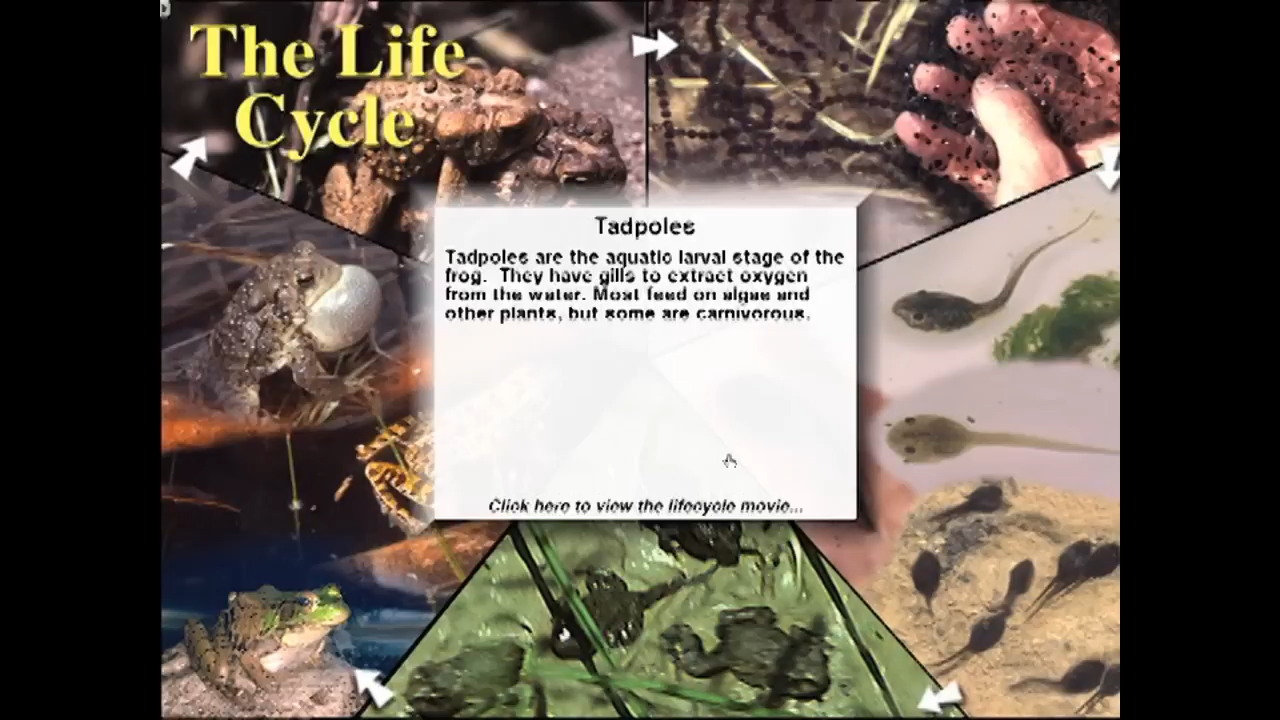 The Life
Cycle
Tadpoles
Tadpoles are the aquatic larval stage of the
frog. They have gills to extract oxygen
from the water. Most feed on algae and
other plants, but some are carnivorous.
Click here to view the lifecycle movie...